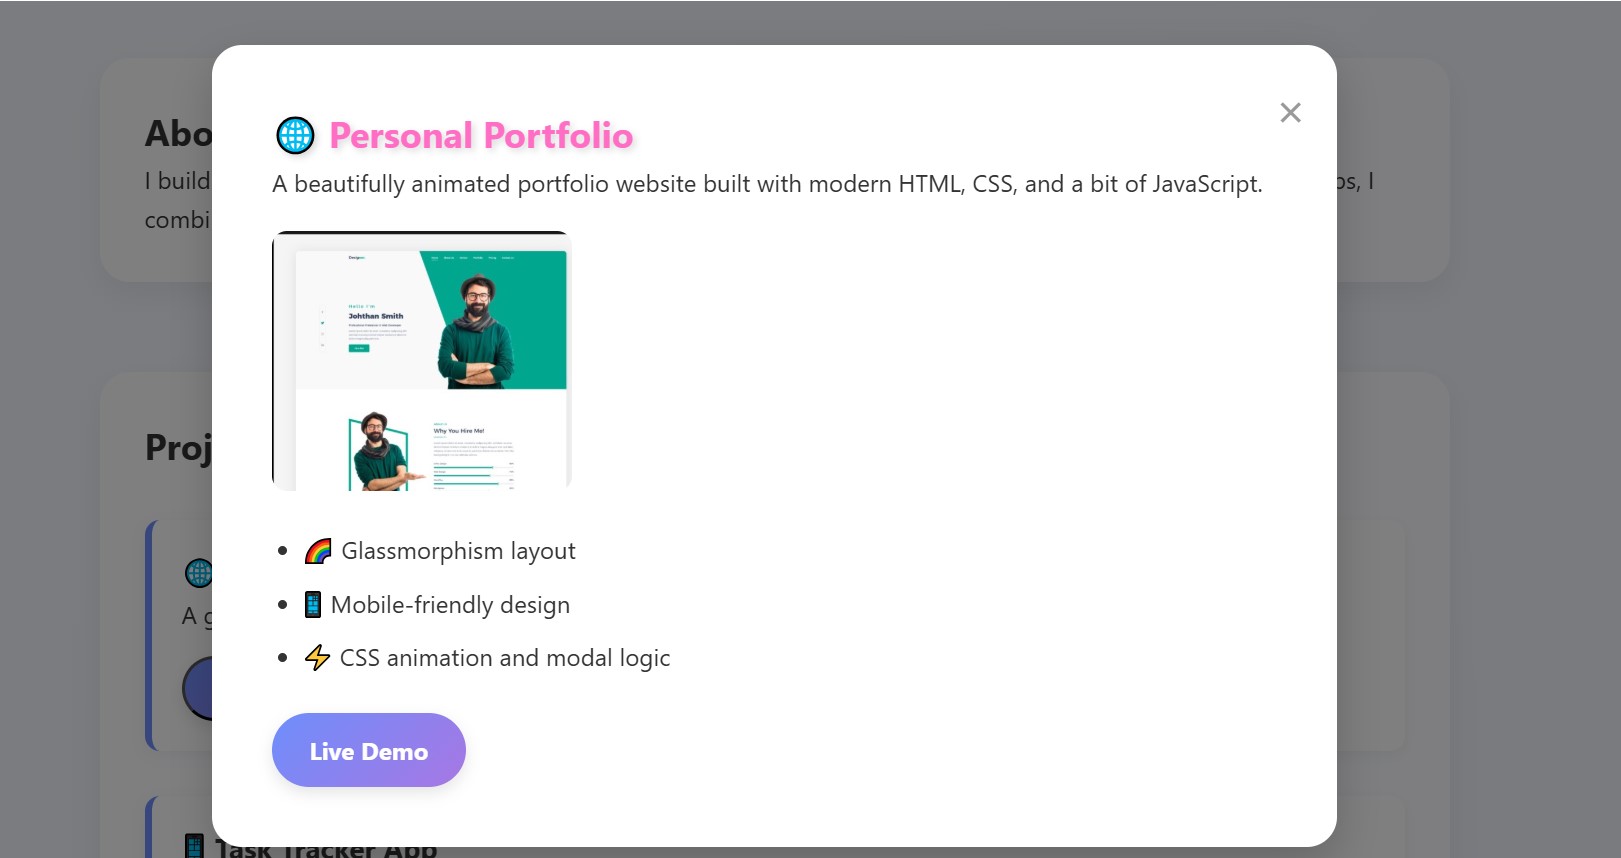 🌐 Personal Portfolio
×
A beautifully animated portfolio website built with modern HTML, CSS, and a bit of JavaScript.
Hello I'm
Johthan Smith
Why You Hire Me!
• 🌈 Glassmorphism layout
• 📱 Mobile-friendly design
• ⚡ CSS animation and modal logic
Live Demo
Abo
I build
ps, I
combi
Proj
A g
Task Tracker App